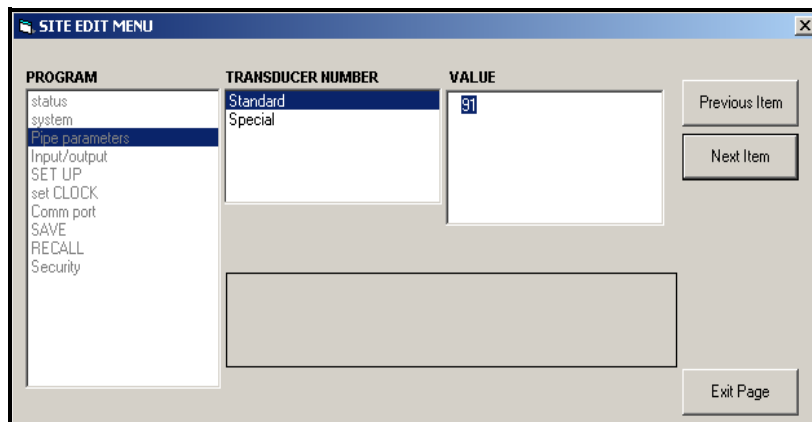 SITE EDIT MENU
PROGRAM
status
system
Pipe parameters
Input/output
SET UP
set CLOCK
Comm port
SAVE
RECALL
Security
TRANSDUCER NUMBER
Standard
Special
VALUE
91
Previous Item
Next Item
Exit Page